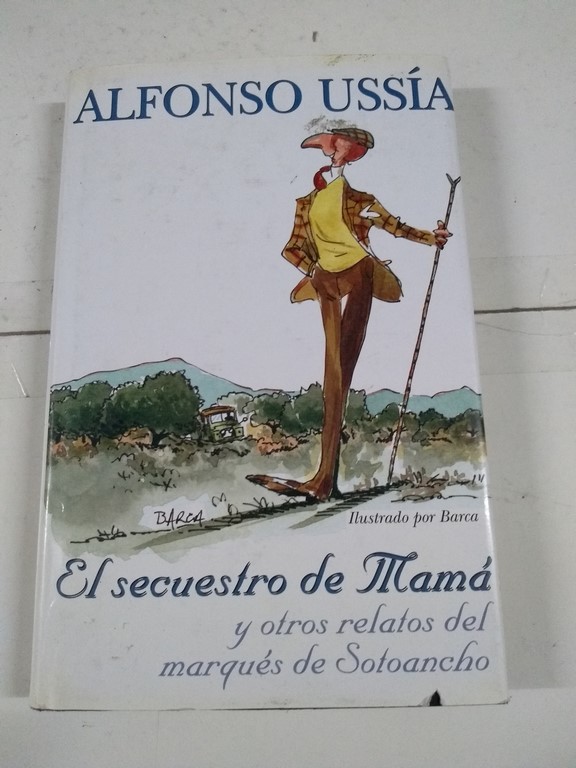 ALFONSO USSÍA
BARCA
Ilustrado por Barca
El secuestro de Mamá
y otros relatos del
marqués de Sotoancho